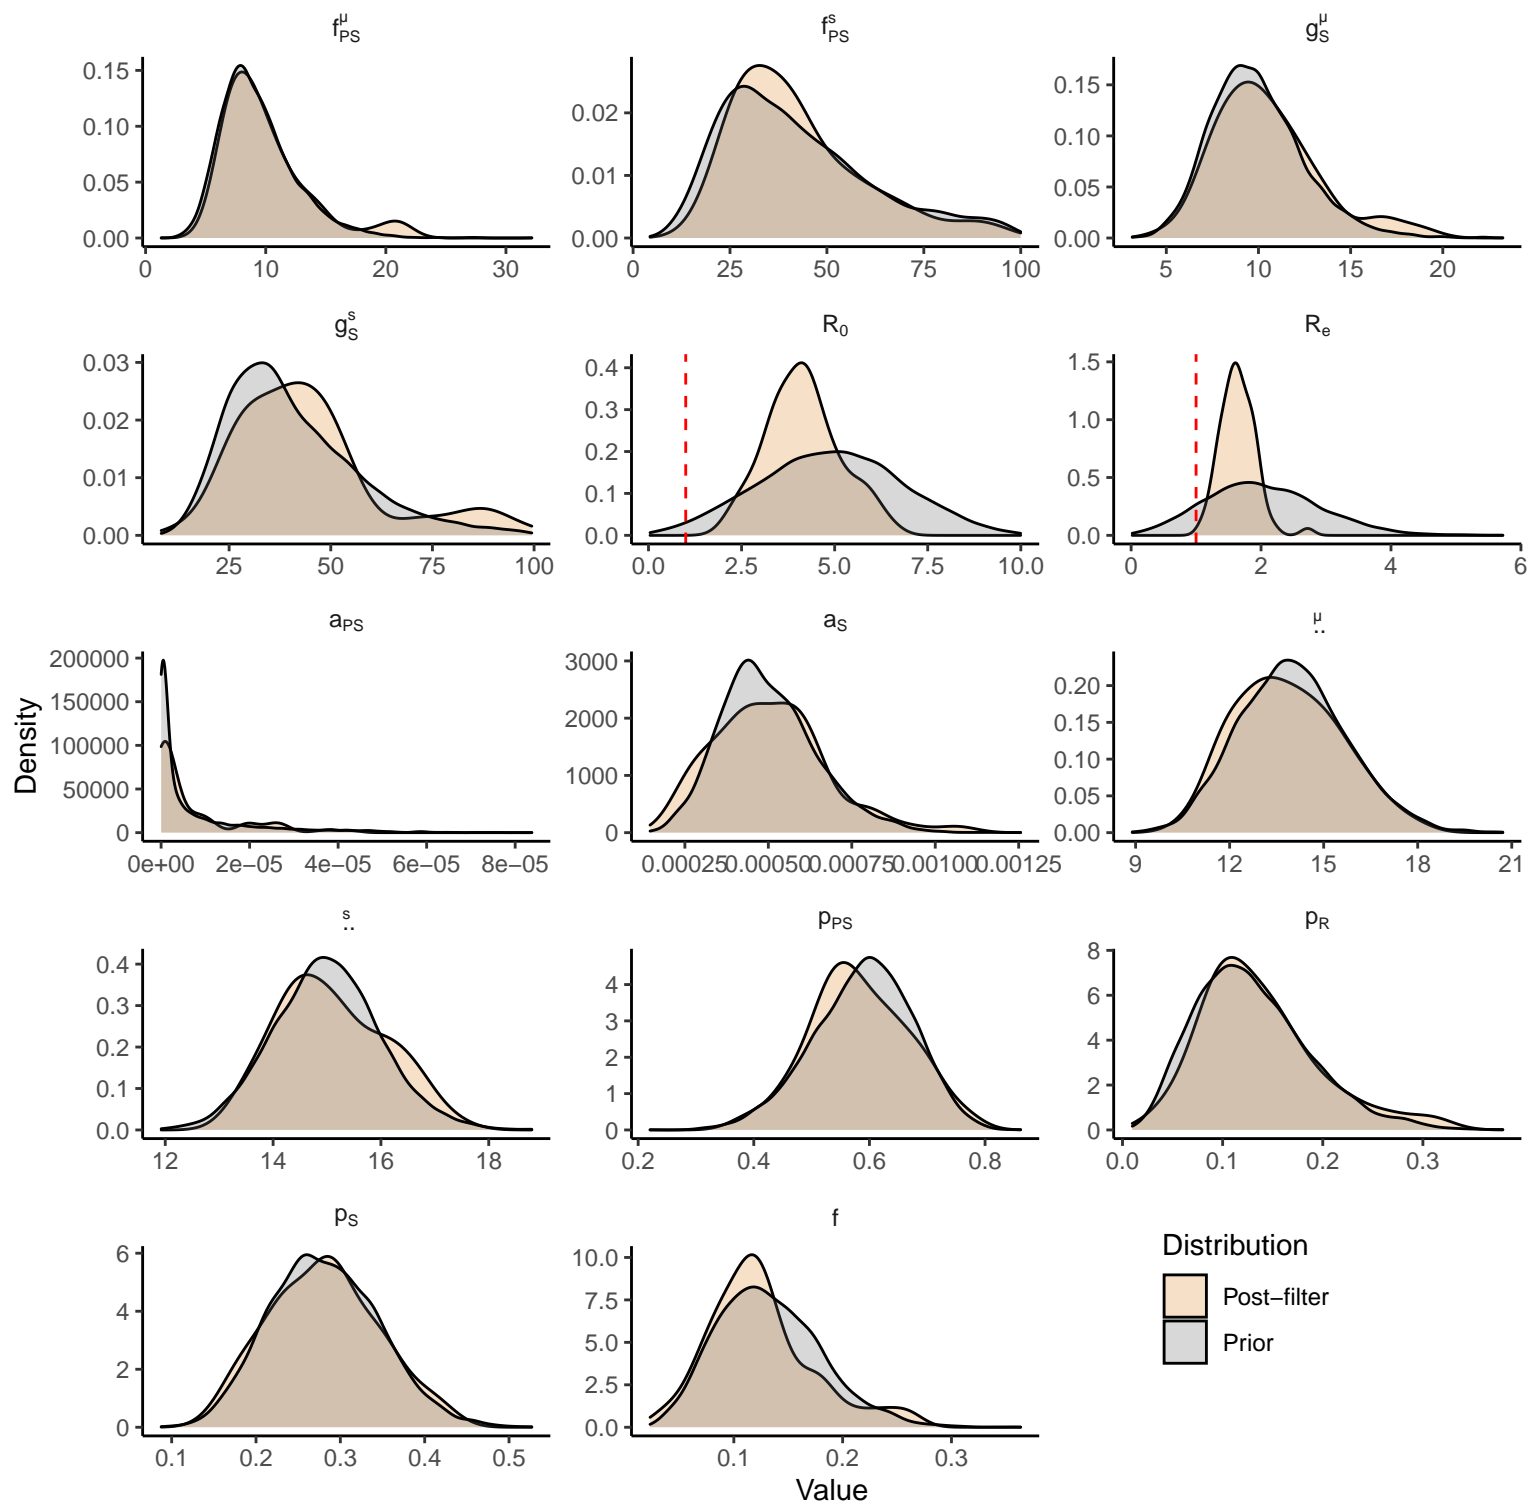 f_PS^μ
f_PS^s
g_S^μ
0.15
0.10
0.05
0.00
0 10 20 30
0.02
0.01
0.00
0 25 50 75 100
0.15
0.10
0.05
0.00
5 10 15 20
g_S^s
R_0
R_e
0.03
0.02
0.01
0.00
25 50 75 100
0.4
0.3
0.2
0.1
0.0
0.0 2.5 5.0 7.5 10.0
1.5
1.0
0.5
0.0
0 2 4 6
a_PS
a_S
..^μ
200000
150000
100000
50000
0
0e+00 2e−05 4e−05 6e−05 8e−05
3000
2000
1000
0
0.00025 0.00050 0.00075 0.00100 0.00125
0.20
0.15
0.10
0.05
0.00
9 12 15 18 21
..^s
p_PS
p_R
0.4
0.3
0.2
0.1
0.0
12 14 16 18
4
3
2
1
0
0.2 0.4 0.6 0.8
8
6
4
2
0
0.0 0.1 0.2 0.3
p_S
f
6
4
2
0
0.1 0.2 0.3 0.4 0.5
10.0
7.5
5.0
2.5
0.0
0.1 0.2 0.3
Density
Value
Distribution
Post−filter
Prior